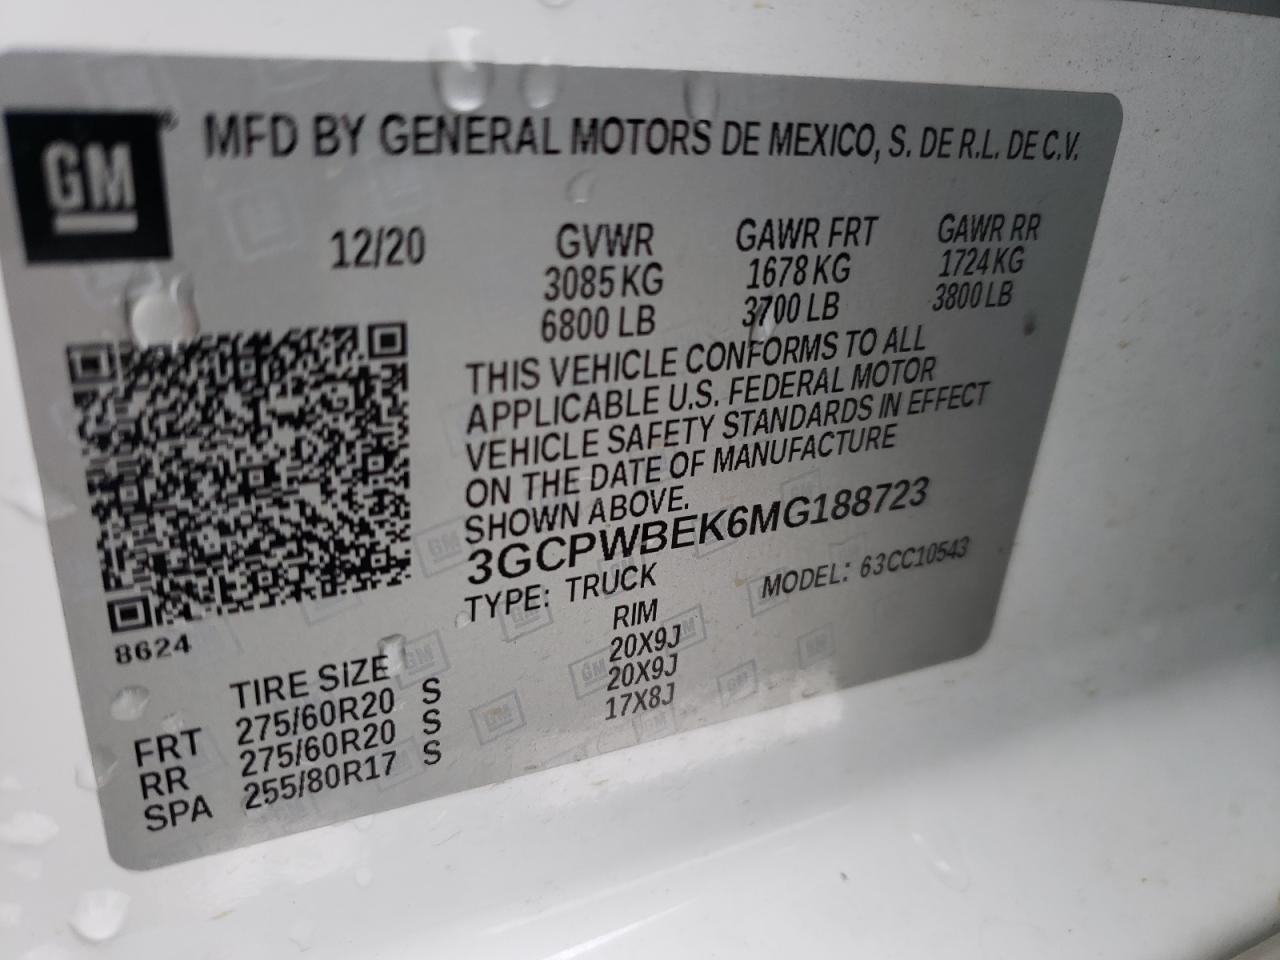 GM
MFD BY GENERAL MOTORS DE MEXICO, S. DE R.L. DE C.V.
12/20
GVWR
3085 KG
6800 LB
GAWR FRT
1678 KG
3700 LB
GAWR RR
1724 KG
3800 LB
THIS VEHICLE CONFORMS TO ALL
APPLICABLE U.S. FEDERAL MOTOR
VEHICLE SAFETY STANDARDS IN EFFECT
ON THE DATE OF MANUFACTURE
SHOWN ABOVE.
3GCPWBEK6MG188723
TYPE: TRUCK MODEL: 63CC10543
8624
TIRE SIZE RIM
FRT 275/60R20 S 20X9J
RR 275/60R20 S 20X9J
SPA 255/80R17 S 17X8J